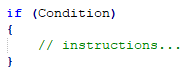 if (Condition)
{
// instructions...
}